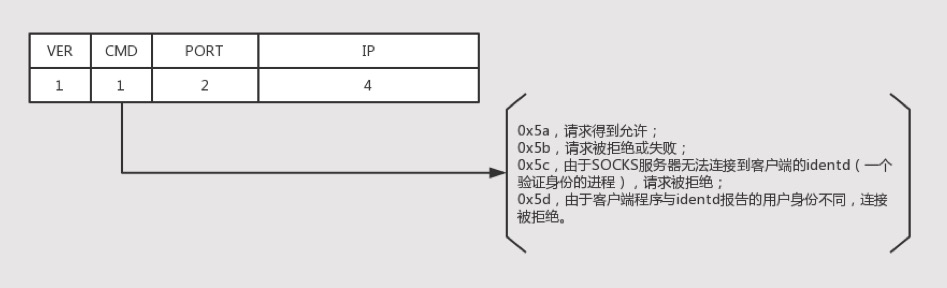 VER CMD PORT IP
1 1 2 4
0x5a，请求得到允许；
0x5b，请求被拒绝或失败；
0x5c，由于SOCKS服务器无法连接到客户端的identd（一个
验证身份的进程），请求被拒绝；
0x5d，由于客户端程序与identd报告的用户身份不同，连接
被拒绝。